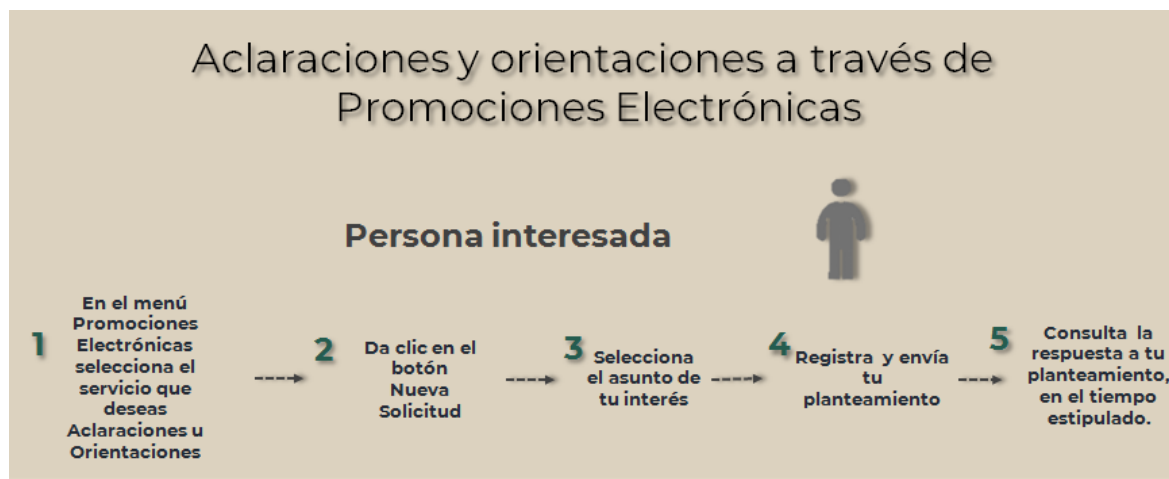 Aclaraciones y orientaciones a través de
Promociones Electrónicas
Persona interesada
1
En el menú
Promociones
Electrónicas
selecciona el
servicio que
deseas
Aclaraciones u
Orientaciones
2
Da clic en el
botón
Nueva
Solicitud
3
Selecciona
el asunto de
tu interés
4
Registra y envía
tu
planteamiento
5
Consulta la
respuesta a tu
planteamiento,
en el tiempo
estipulado.